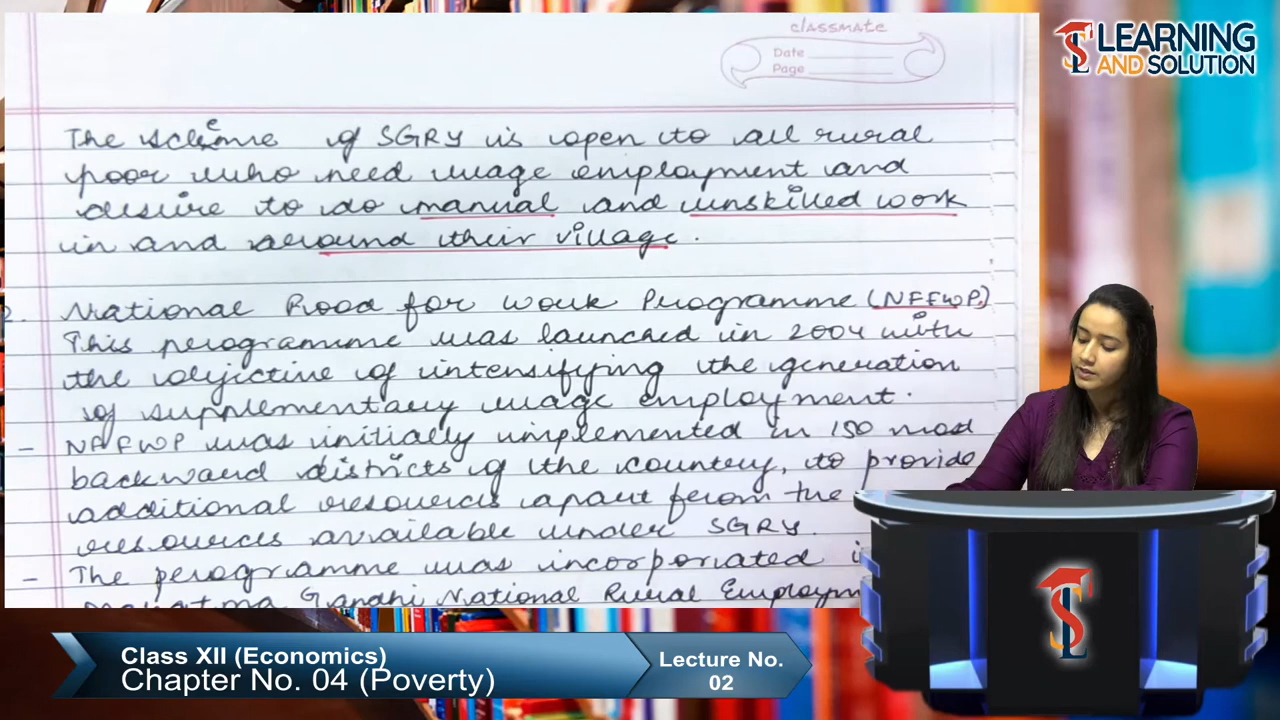 classmate
Date
Page
The scheme of SGRY is open to all rural
poor who need wage employment and
desire to do manual and unskilled work
in and around their village.
National Food for work Programme (NFFWP)
This programme was launched in 2004 with
the objective of intensifying the generation
of supplementary wage employment.
- NFFWP was initially implemented in 150 most
backward districts of the country, to provide
additional resources apart from the
resources available under SGRY.
- The programme was incorporated
Mahatma Gandhi National Rural
LEARNING
AND SOLUTION
Class XII (Economics)
Chapter No. 04 (Poverty)
Lecture No.
02